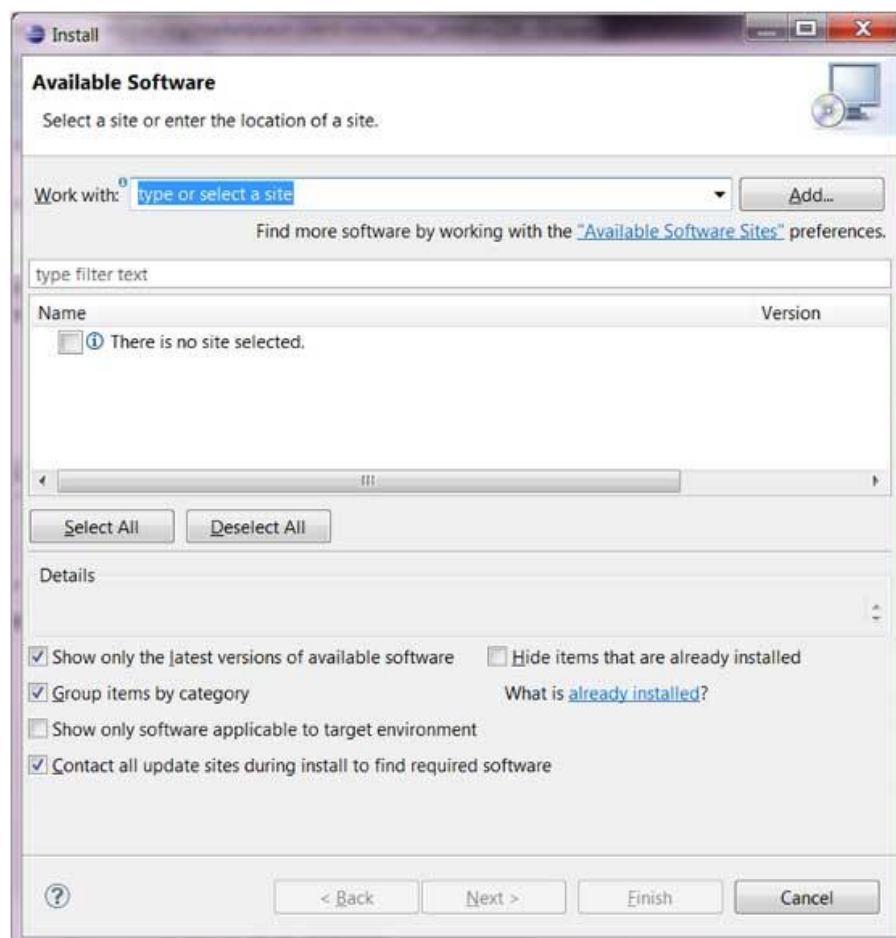 Install
Available Software
Select a site or enter the location of a site.
Work with: type or select a site Add...
Find more software by working with the "Available Software Sites" preferences.
type filter text
Name Version
There is no site selected.
Select All Deselect All
Details
Show only the latest versions of available software Hide items that are already installed
Group items by category What is already installed?
Show only software applicable to target environment
Contact all update sites during install to find required software
< Back Next > Finish Cancel